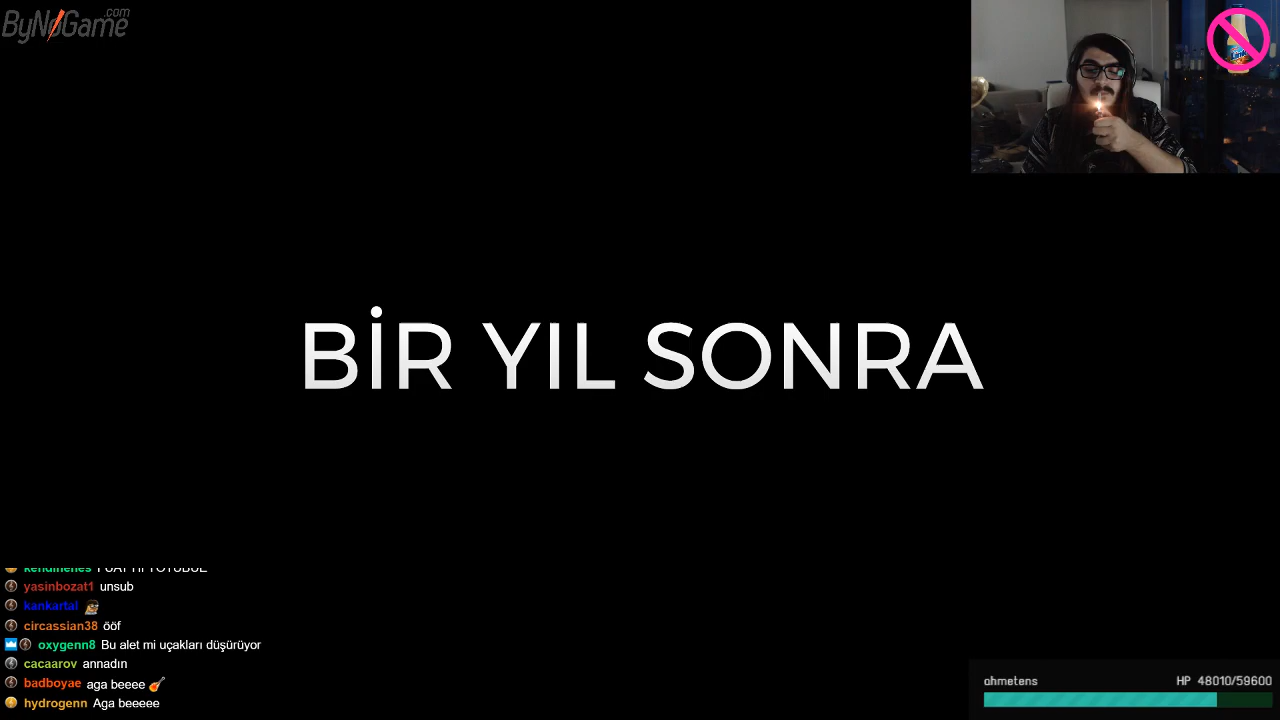 ByNoGame.com
BİR YIL SONRA
kendinenes
yasinbozat1 unsub
kankartal
circassian38 ööf
oxygenn8 Bu alet mi uçakları düşürüyor
cacaarov annadın
badboyae aga beeee
hydrogenn Aga beeeee
ahmetens HP 48010/59600